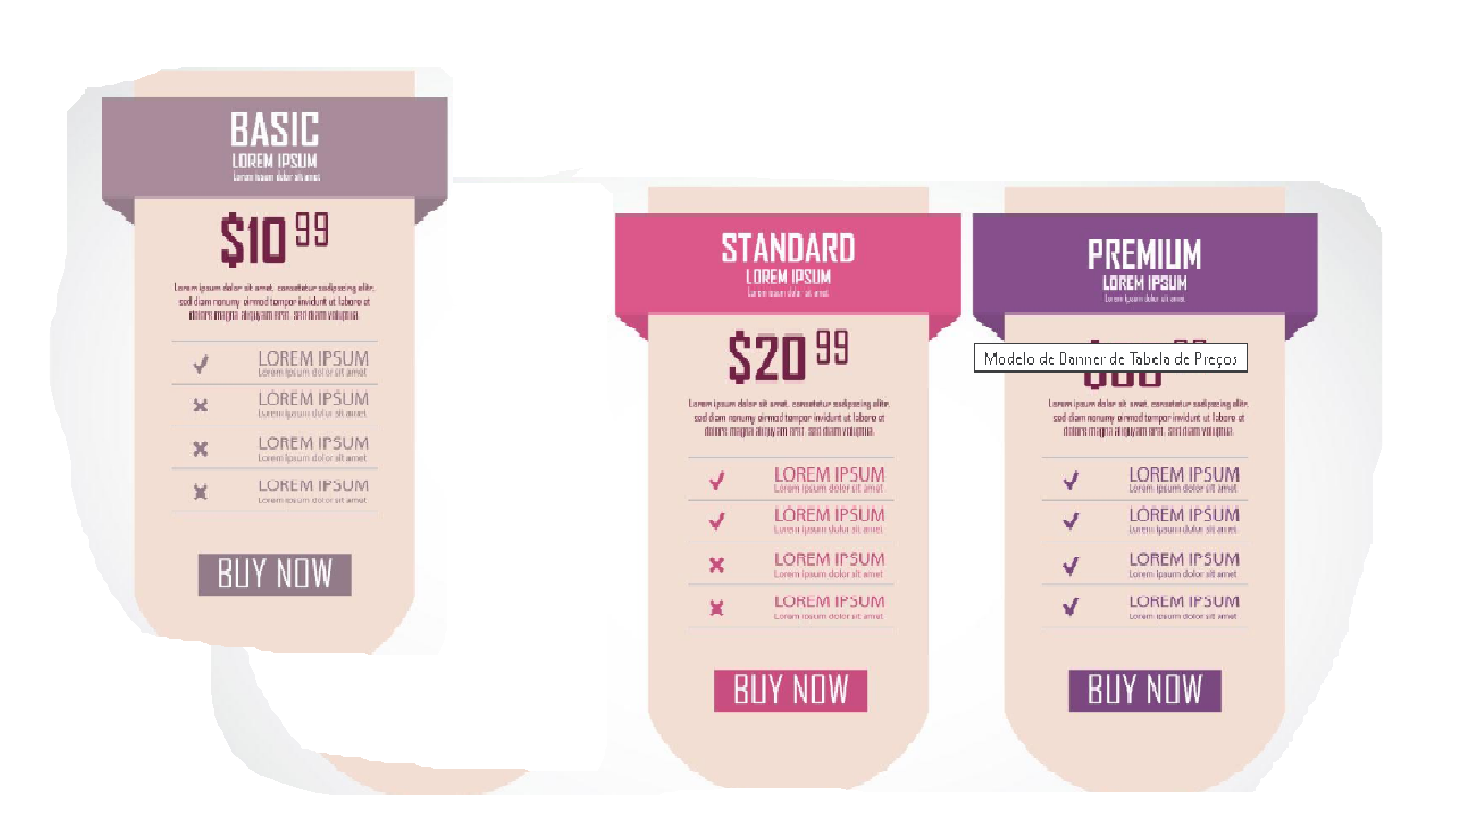 BASIC
LOREM IPSUM
Lorem ipsum dolor sit amet
$10 99
Lorem ipsum dolor sit amet, consetetur sadipscing elitr,
sed diam nonumy eirmod tempor invidunt ut labore et
dolore magna aliquyam erat, sed diam voluptua.
LOREM IPSUM
Lorem ipsum dolor sit amet
LOREM IPSUM
Lorem ipsum dolor sit amet
LOREM IPSUM
Lorem ipsum dolor sit amet
LOREM IPSUM
Lorem ipsum dolor sit amet
BUY NOW
STANDARD
LOREM IPSUM
Lorem ipsum dolor sit amet
$20 99
Lorem ipsum dolor sit amet, consetetur sadipscing elitr,
sed diam nonumy eirmod tempor invidunt ut labore et
dolore magna aliquyam erat, sed diam voluptua.
LOREM IPSUM
Lorem ipsum dolor sit amet
LOREM IPSUM
Lorem ipsum dolor sit amet
LOREM IPSUM
Lorem ipsum dolor sit amet
LOREM IPSUM
Lorem ipsum dolor sit amet
BUY NOW
PREMIUM
LOREM IPSUM
Lorem ipsum dolor sit amet
Modelo de Banner de Tabela de Preços
Lorem ipsum dolor sit amet, consetetur sadipscing elitr,
sed diam nonumy eirmod tempor invidunt ut labore et
dolore magna aliquyam erat, sed diam voluptua.
LOREM IPSUM
Lorem ipsum dolor sit amet
LOREM IPSUM
Lorem ipsum dolor sit amet
LOREM IPSUM
Lorem ipsum dolor sit amet
LOREM IPSUM
Lorem ipsum dolor sit amet
BUY NOW